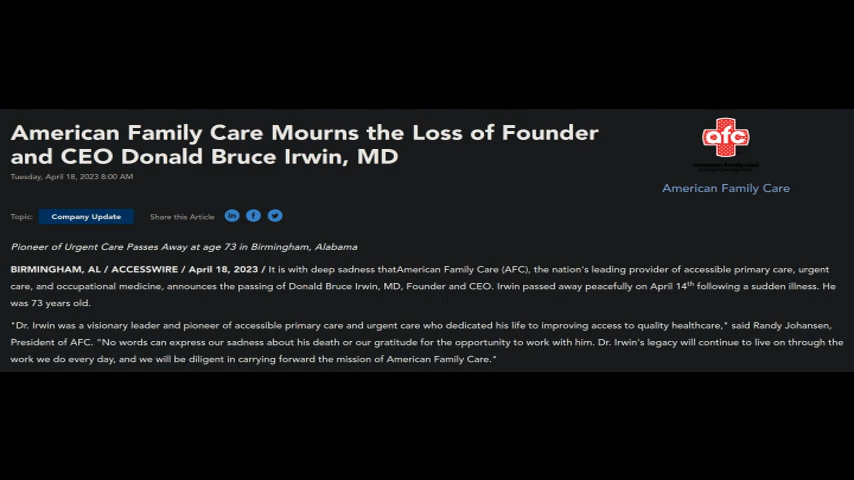 American Family Care Mourns the Loss of Founder
and CEO Donald Bruce Irwin, MD
Tuesday, April 18, 2023 8:00 AM
afc
american family care
American Family Care
Topic: Company Update Share this Article
Pioneer of Urgent Care Passes Away at age 73 in Birmingham, Alabama
BIRMINGHAM, AL / ACCESSWIRE / April 18, 2023 / It is with deep sadness thatAmerican Family Care (AFC), the nation's leading provider of accessible primary care, urgent
care, and occupational medicine, announces the passing of Donald Bruce Irwin, MD, Founder and CEO. Irwin passed away peacefully on April 14th following a sudden illness. He
was 73 years old.
"Dr. Irwin was a visionary leader and pioneer of accessible primary care and urgent care who dedicated his life to improving access to quality healthcare," said Randy Johansen,
President of AFC. "No words can express our sadness about his death or our gratitude for the opportunity to work with him. Dr. Irwin's legacy will continue to live on through the
work we do every day, and we will be diligent in carrying forward the mission of American Family Care."